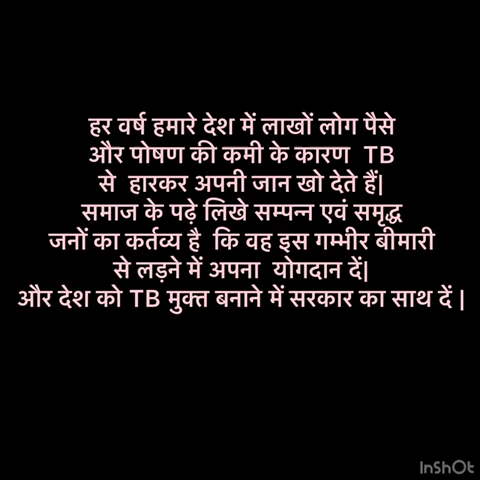 हर वर्ष हमारे देश में लाखों लोग पैसे
और पोषण की कमी के कारण  TB
से  हारकर अपनी जान खो देते हैं|
समाज के पढ़े लिखे सम्पन्न एवं समृद्ध
जनों का कर्तव्य है  कि वह इस गम्भीर बीमारी
से लड़ने में अपना  योगदान दें|
और देश को TB मुक्त बनाने में सरकार का साथ दें |
InShOt